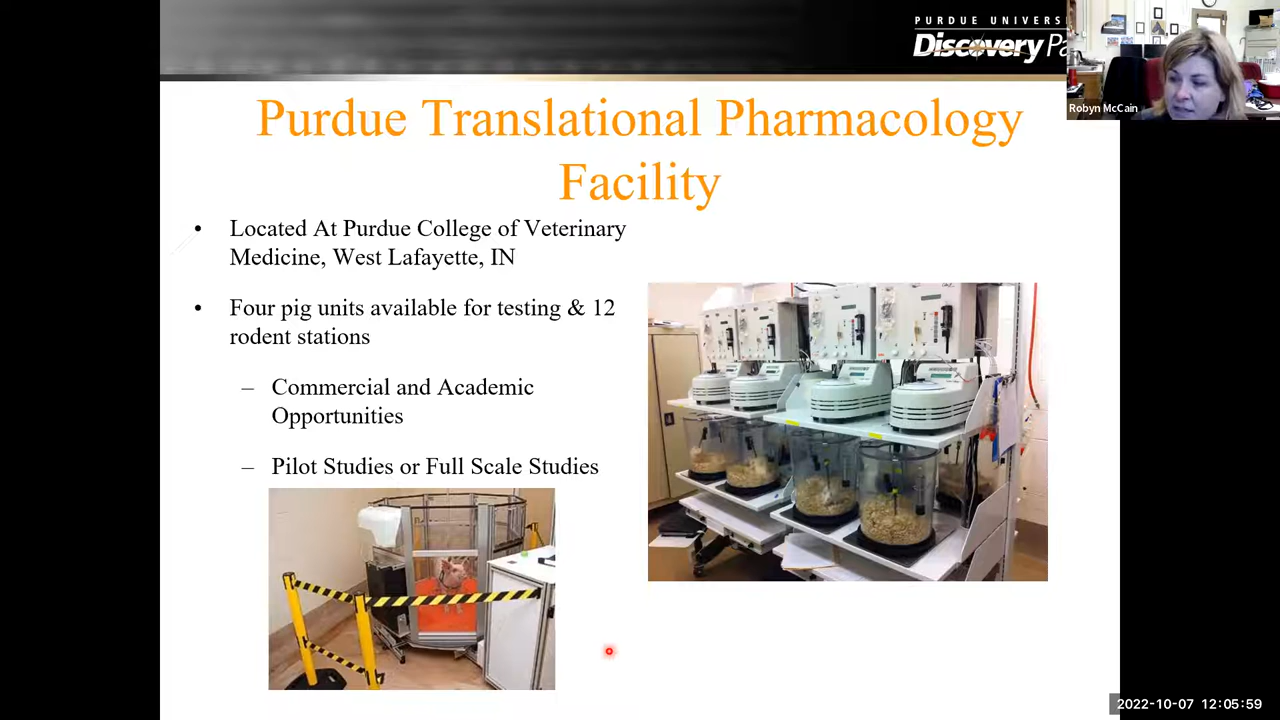 PURDUE UNIVERS
Discovery Pa
Robyn McCain
Purdue Translational Pharmacology
Facility
• Located At Purdue College of Veterinary
Medicine, West Lafayette, IN
• Four pig units available for testing & 12
rodent stations
– Commercial and Academic
Opportunities
– Pilot Studies or Full Scale Studies
2022-10-07 12:05:59